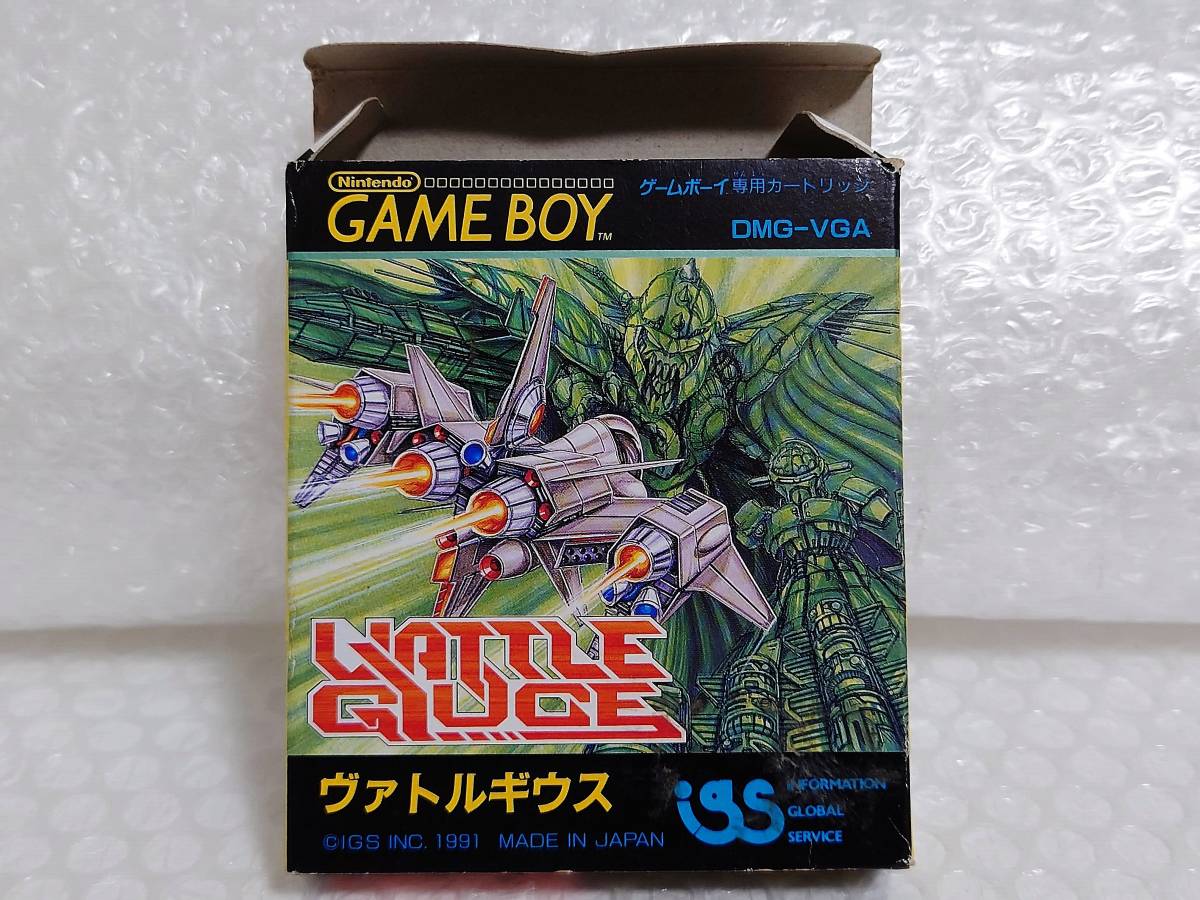 Nintendo
GAME BOY™
ゲームボーイ専用カートリッジ
DMG-VGA
VATTLE
GIUCE
ヴァトルギウス
igs
INFORMATION
GLOBAL
SERVICE
©IGS INC. 1991 MADE IN JAPAN